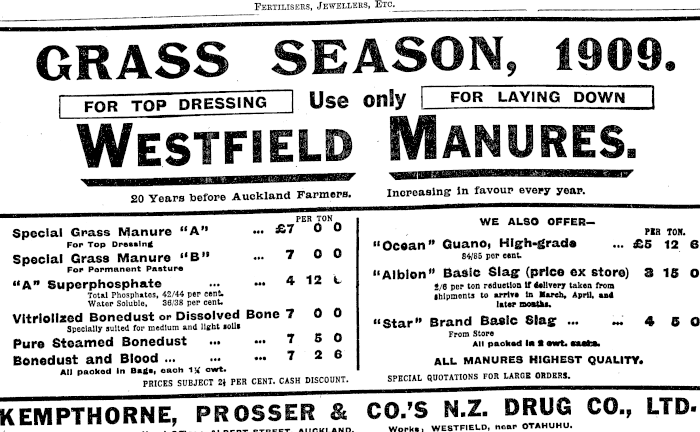 FERTILISERS, JEWELLERS, ETC.
GRASS SEASON, 1909.
FOR TOP DRESSING Use only FOR LAYING DOWN
WESTFIELD MANURES.
20 Years before Auckland Farmers. Increasing in favour every year.
PER TON
Special Grass Manure "A" ... £7 0 0
For Top Dressing
Special Grass Manure "B" ... 7 0 0
For Permanent Pasture
"A" Superphosphate ... ... 4 12
Total Phosphates, 42/44 per cent.
Water Soluble, 36/38 per cent.
Vitriolized Bonedust or Dissolved Bone 7 0 0
Specially suited for medium and light soils
Pure Steamed Bonedust ... ... 7 5 0
Bonedust and Blood ... ... ... 7 2 6
All packed in Bags, each 1½ cwt.
PRICES SUBJECT 2½ PER CENT. CASH DISCOUNT.
WE ALSO OFFER—
PER TON.
"Ocean" Guano, High-grade ... £5 12 6
84/85 per cent.
"Albion" Basic Slag (price ex store) 3 15 0
2/6 per ton reduction if delivery taken from
shipments to arrive in March, April, and
later months.
"Star" Brand Basic Slag ... ... 4 5 0
From Store
All packed in 2 cwt. sacks.
ALL MANURES HIGHEST QUALITY.
SPECIAL QUOTATIONS FOR LARGE ORDERS.
KEMPTHORNE, PROSSER & CO.'S N.Z. DRUG CO., LTD.
ALBERT STREET, AUCKLAND. Works: WESTFIELD, near OTAHUHU.